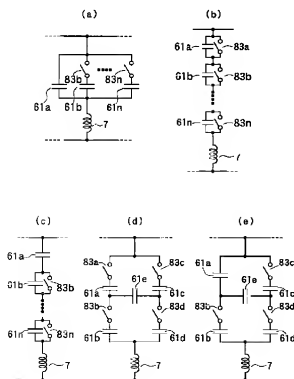 (a)
(b)
61a 83a
83b 83n
61b 83b
61a 61b 61n
61n 83n
7
7
(c)
(d)
(e)
61a
83a 61e 83c
61a 61e 83c
61b 83b
61a 61c
61c
83b 83d
83b 83d
61n 83n
61b 61d
61b 61d
7
7
7